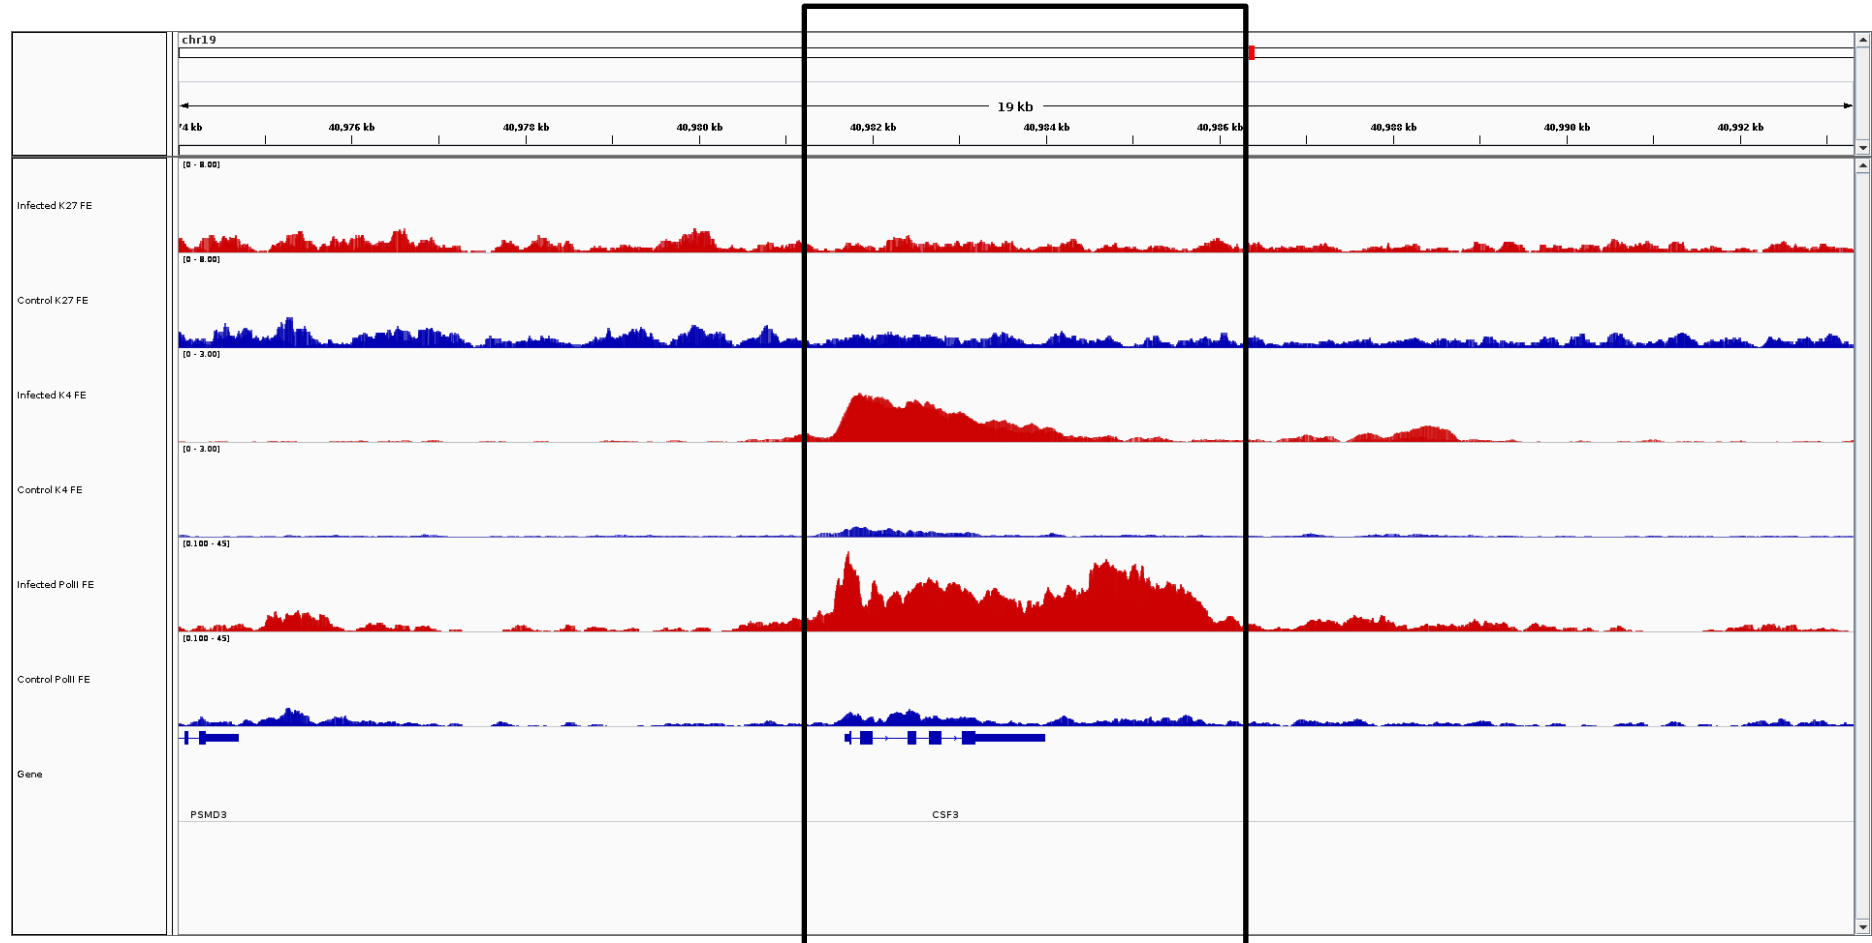 chr19
19 kb
74 kb 40,976 kb 40,978 kb 40,980 kb 40,982 kb 40,984 kb 40,986 kb 40,988 kb 40,990 kb 40,992 kb
[0 - 8.00]
Infected K27 FE
[0 - 8.00]
Control K27 FE
[0 - 3.00]
Infected K4 FE
[0 - 3.00]
Control K4 FE
[0.100 - 45]
Infected PolII FE
[0.100 - 45]
Control PolII FE
Gene
PSMD3 CSF3